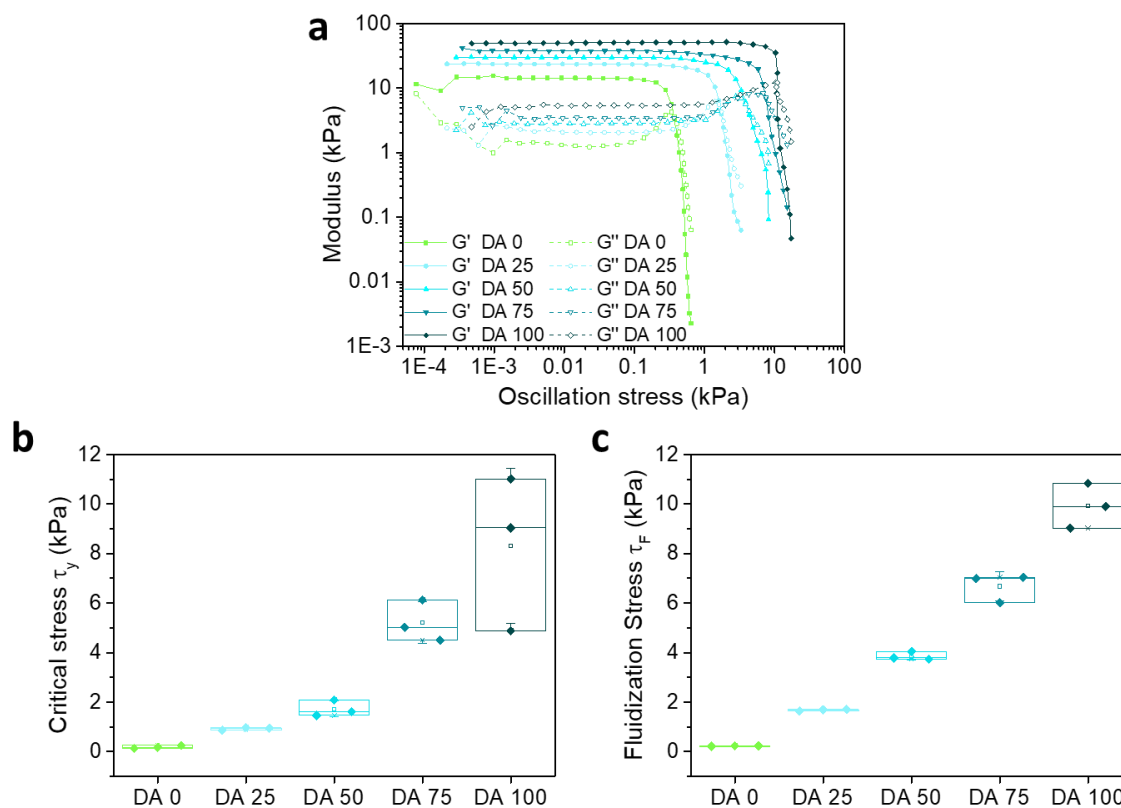 a
100
10
1
0.1
0.01
1E-3
Modulus (kPa)
G' DA 0 G'' DA 0
G' DA 25 G'' DA 25
G' DA 50 G'' DA 50
G' DA 75 G'' DA 75
G' DA 100 G'' DA 100
1E-4 1E-3 0.01 0.1 1 10 100
Oscillation stress (kPa)
b
12
10
8
6
4
2
0
Critical stress τy (kPa)
DA 0 DA 25 DA 50 DA 75 DA 100
c
12
10
8
6
4
2
0
Fluidization Stress τF (kPa)
DA 0 DA 25 DA 50 DA 75 DA 100